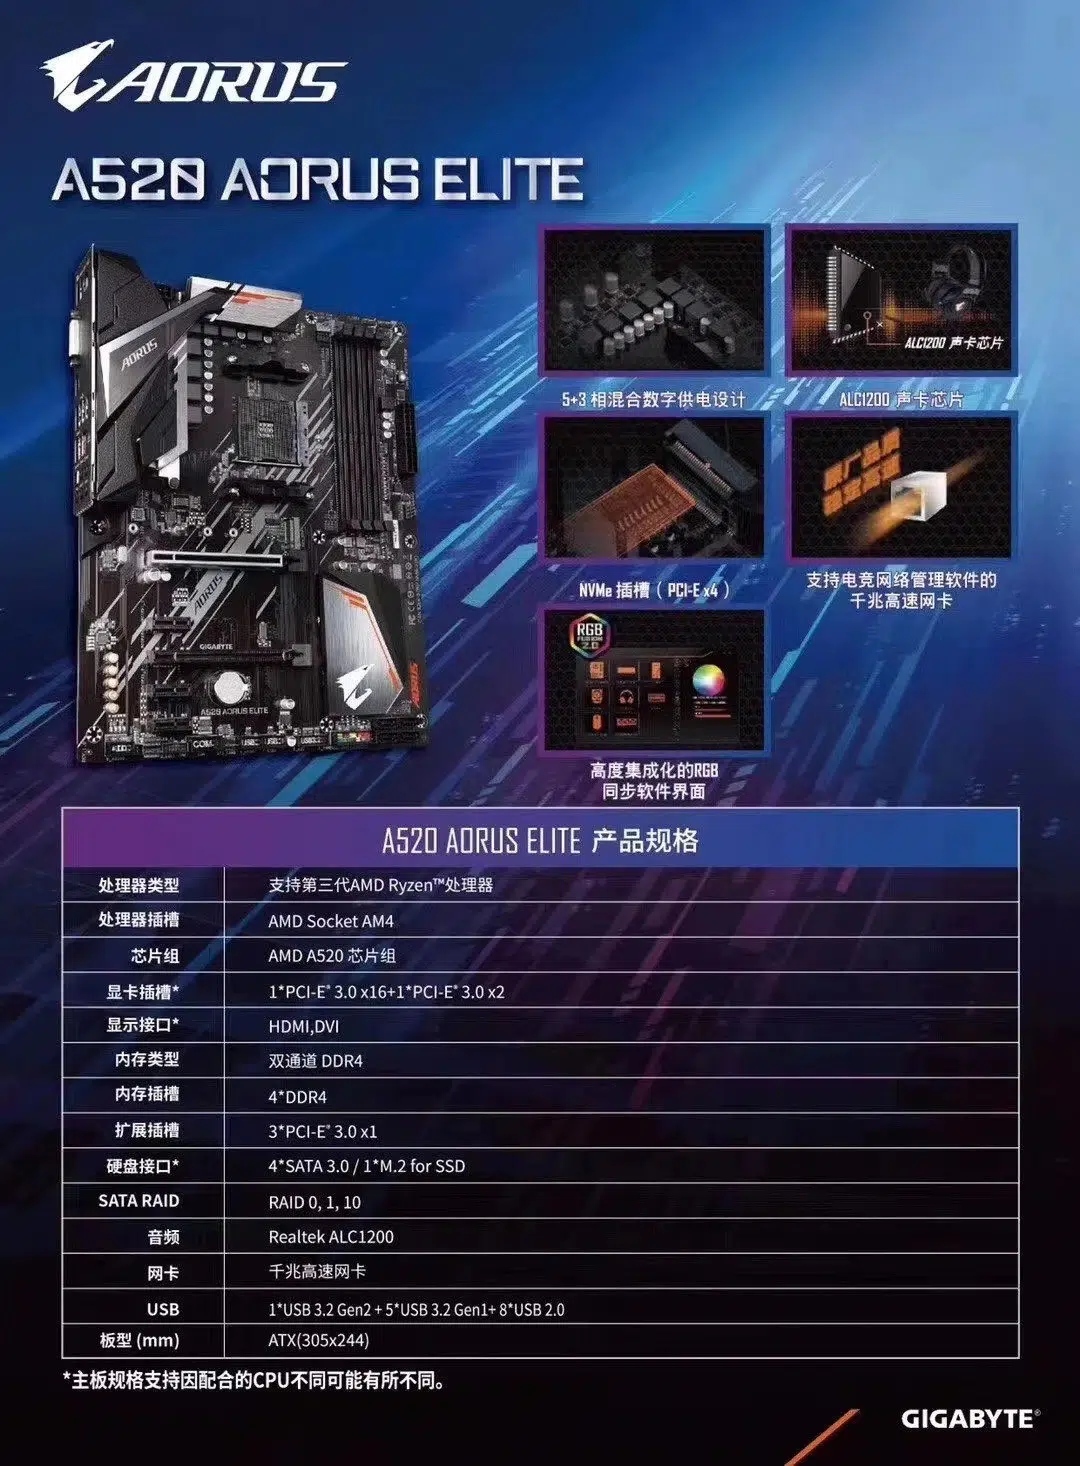 AORUS
A520 AORUS ELITE
AORUS
AORUS
GIGABYTE
A520 AORUS ELITE
AORUS
ALC1200 声卡芯片
5+3 相混合数字供电设计
ALC1200 声卡芯片
NVMe 插槽（PCI-E x4）
支持电竞网络管理软件的
千兆高速网卡
RGB
2.0
高度集成化的RGB
同步软件界面
A520 AORUS ELITE 产品规格
处理器类型 支持第三代AMD Ryzen™处理器
处理器插槽 AMD Socket AM4
芯片组 AMD A520 芯片组
显卡插槽* 1*PCI-E® 3.0 x16+1*PCI-E® 3.0 x2
显示接口* HDMI,DVI
内存类型 双通道 DDR4
内存插槽 4*DDR4
扩展插槽 3*PCI-E® 3.0 x1
硬盘接口* 4*SATA 3.0 / 1*M.2 for SSD
SATA RAID RAID 0, 1, 10
音频 Realtek ALC1200
网卡 千兆高速网卡
USB 1*USB 3.2 Gen2 + 5*USB 3.2 Gen1+ 8*USB 2.0
板型 (mm) ATX(305x244)
*主板规格支持因配合的CPU不同可能有所不同。
GIGABYTE®